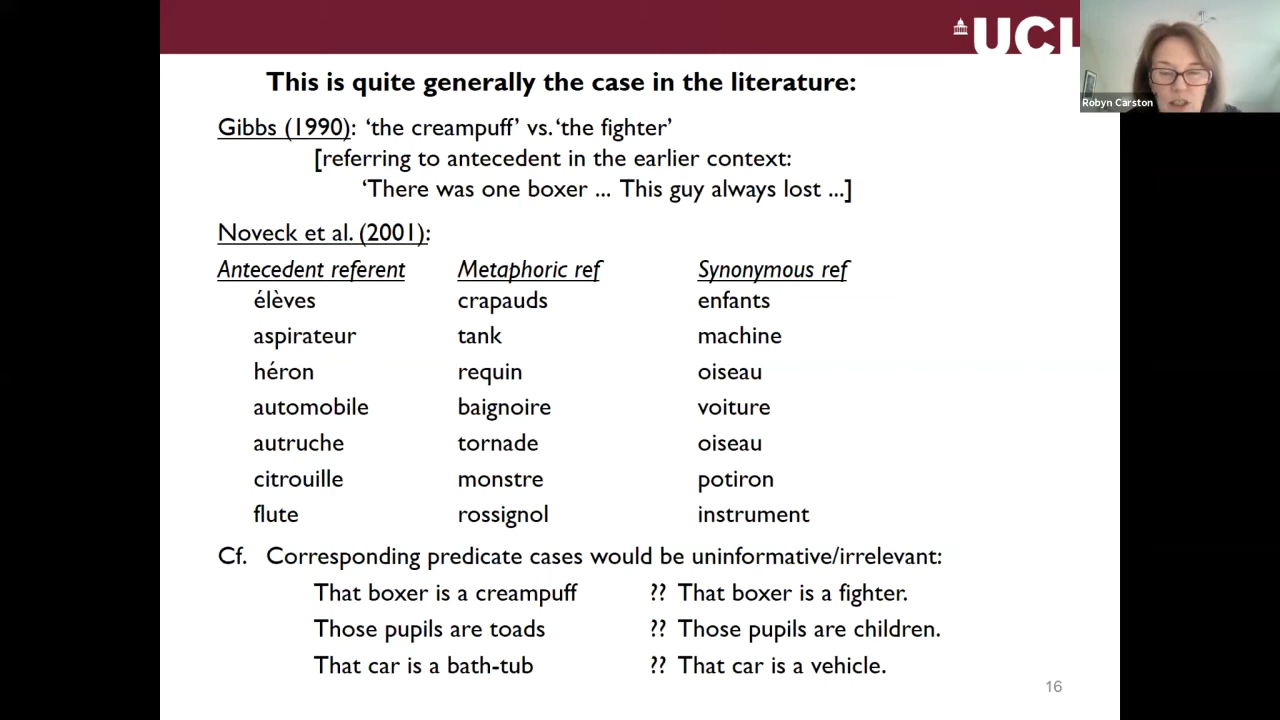 UCL
Robyn Carston
This is quite generally the case in the literature:
Gibbs (1990): ‘the creampuff’ vs. ‘the fighter’
[referring to antecedent in the earlier context:
‘There was one boxer ... This guy always lost ...]
Noveck et al. (2001):
Antecedent referent Metaphoric ref Synonymous ref
élèves crapauds enfants
aspirateur tank machine
héron requin oiseau
automobile baignoire voiture
autruche tornade oiseau
citrouille monstre potiron
flute rossignol instrument
Cf. Corresponding predicate cases would be uninformative/irrelevant:
That boxer is a creampuff ?? That boxer is a fighter.
Those pupils are toads ?? Those pupils are children.
That car is a bath-tub ?? That car is a vehicle.
16